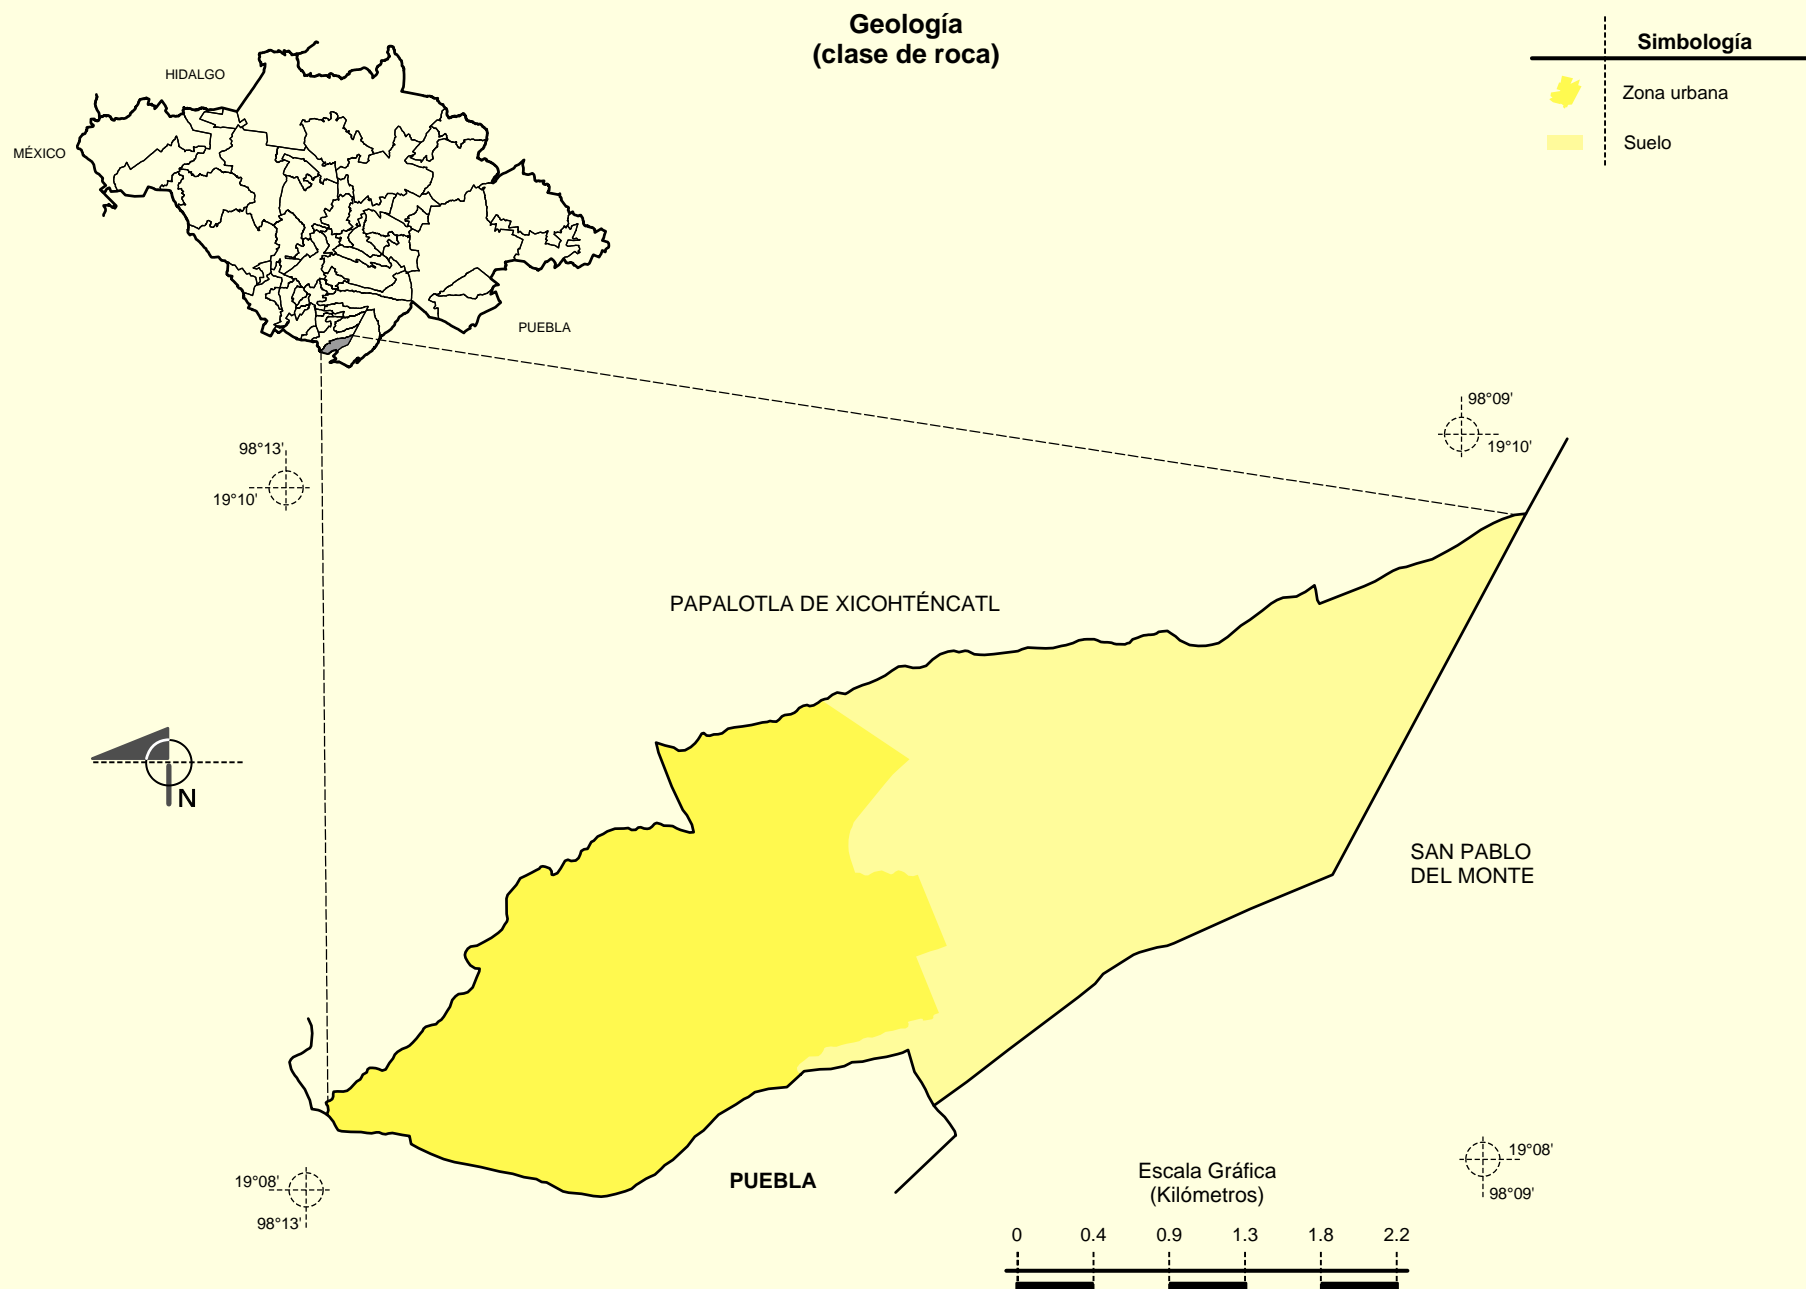 Geología
(clase de roca)
Simbología
Zona urbana
Suelo
HIDALGO
MÉXICO
PUEBLA
98°13'
19°10'
98°09'
19°10'
PAPALOTLA DE XICOHTÉNCATL
SAN PABLO
DEL MONTE
N
PUEBLA
19°08'
98°13'
19°08'
98°09'
Escala Gráfica
(Kilómetros)
0 0.4 0.9 1.3 1.8 2.2